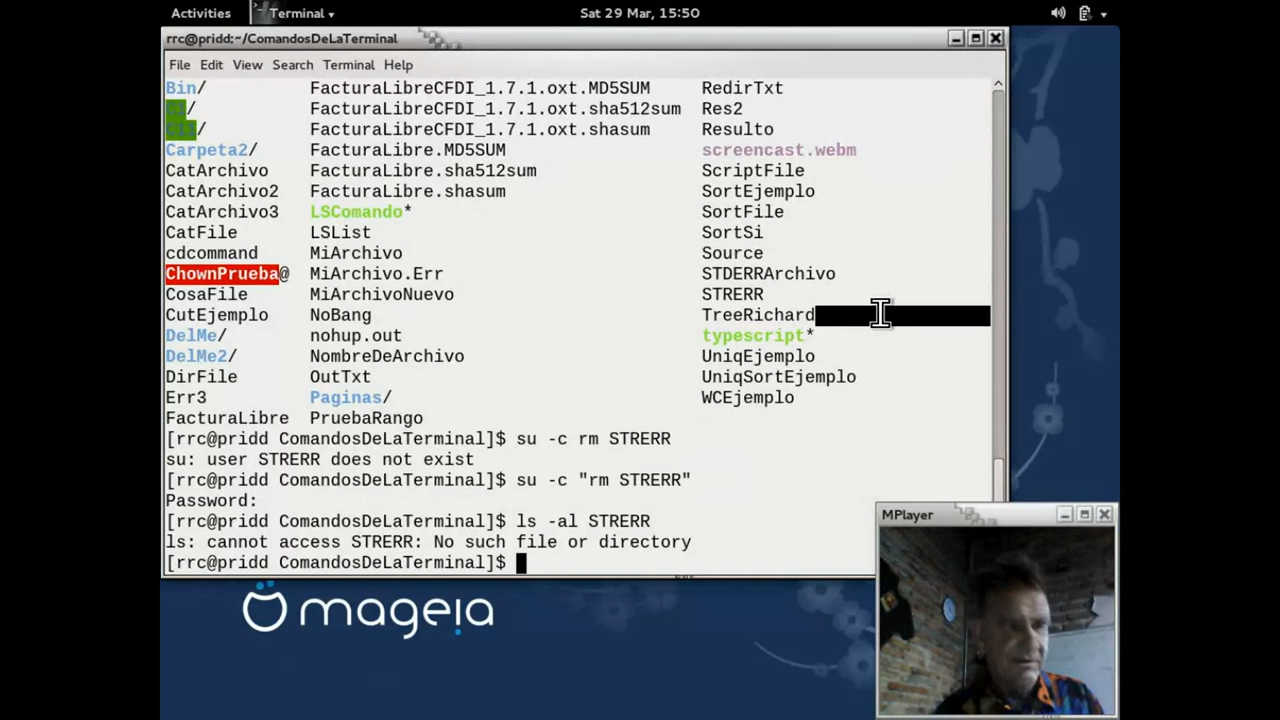 Activities Terminal Sat 29 Mar, 15:50
rrc@pridd:~/ComandosDeLaTerminal
File Edit View Search Terminal Help
Bin/ FacturaLibreCFDI_1.7.1.oxt.MD5SUM RedirTxt
/ FacturaLibreCFDI_1.7.1.oxt.sha512sum Res2
/ FacturaLibreCFDI_1.7.1.oxt.shasum Resulto
Carpeta2/ FacturaLibre.MD5SUM screencast.webm
CatArchivo FacturaLibre.sha512sum ScriptFile
CatArchivo2 FacturaLibre.shasum SortEjemplo
CatArchivo3 LSComando* SortFile
CatFile LSList SortSi
cdcommand MiArchivo Source
ChownPrueba@ MiArchivo.Err STDERRArchivo
CosaFile MiArchivoNuevo STRERR
CutEjemplo NoBang TreeRichard
DelMe/ nohup.out typescript*
DelMe2/ NombreDeArchivo UniqEjemplo
DirFile OutTxt UniqSortEjemplo
Err3 Paginas/ WCEjemplo
FacturaLibre PruebaRango
[rrc@pridd ComandosDeLaTerminal]$ su -c rm STRERR
su: user STRERR does not exist
[rrc@pridd ComandosDeLaTerminal]$ su -c "rm STRERR"
Password:
[rrc@pridd ComandosDeLaTerminal]$ ls -al STRERR
ls: cannot access STRERR: No such file or directory
[rrc@pridd ComandosDeLaTerminal]$
MPlayer
mageia